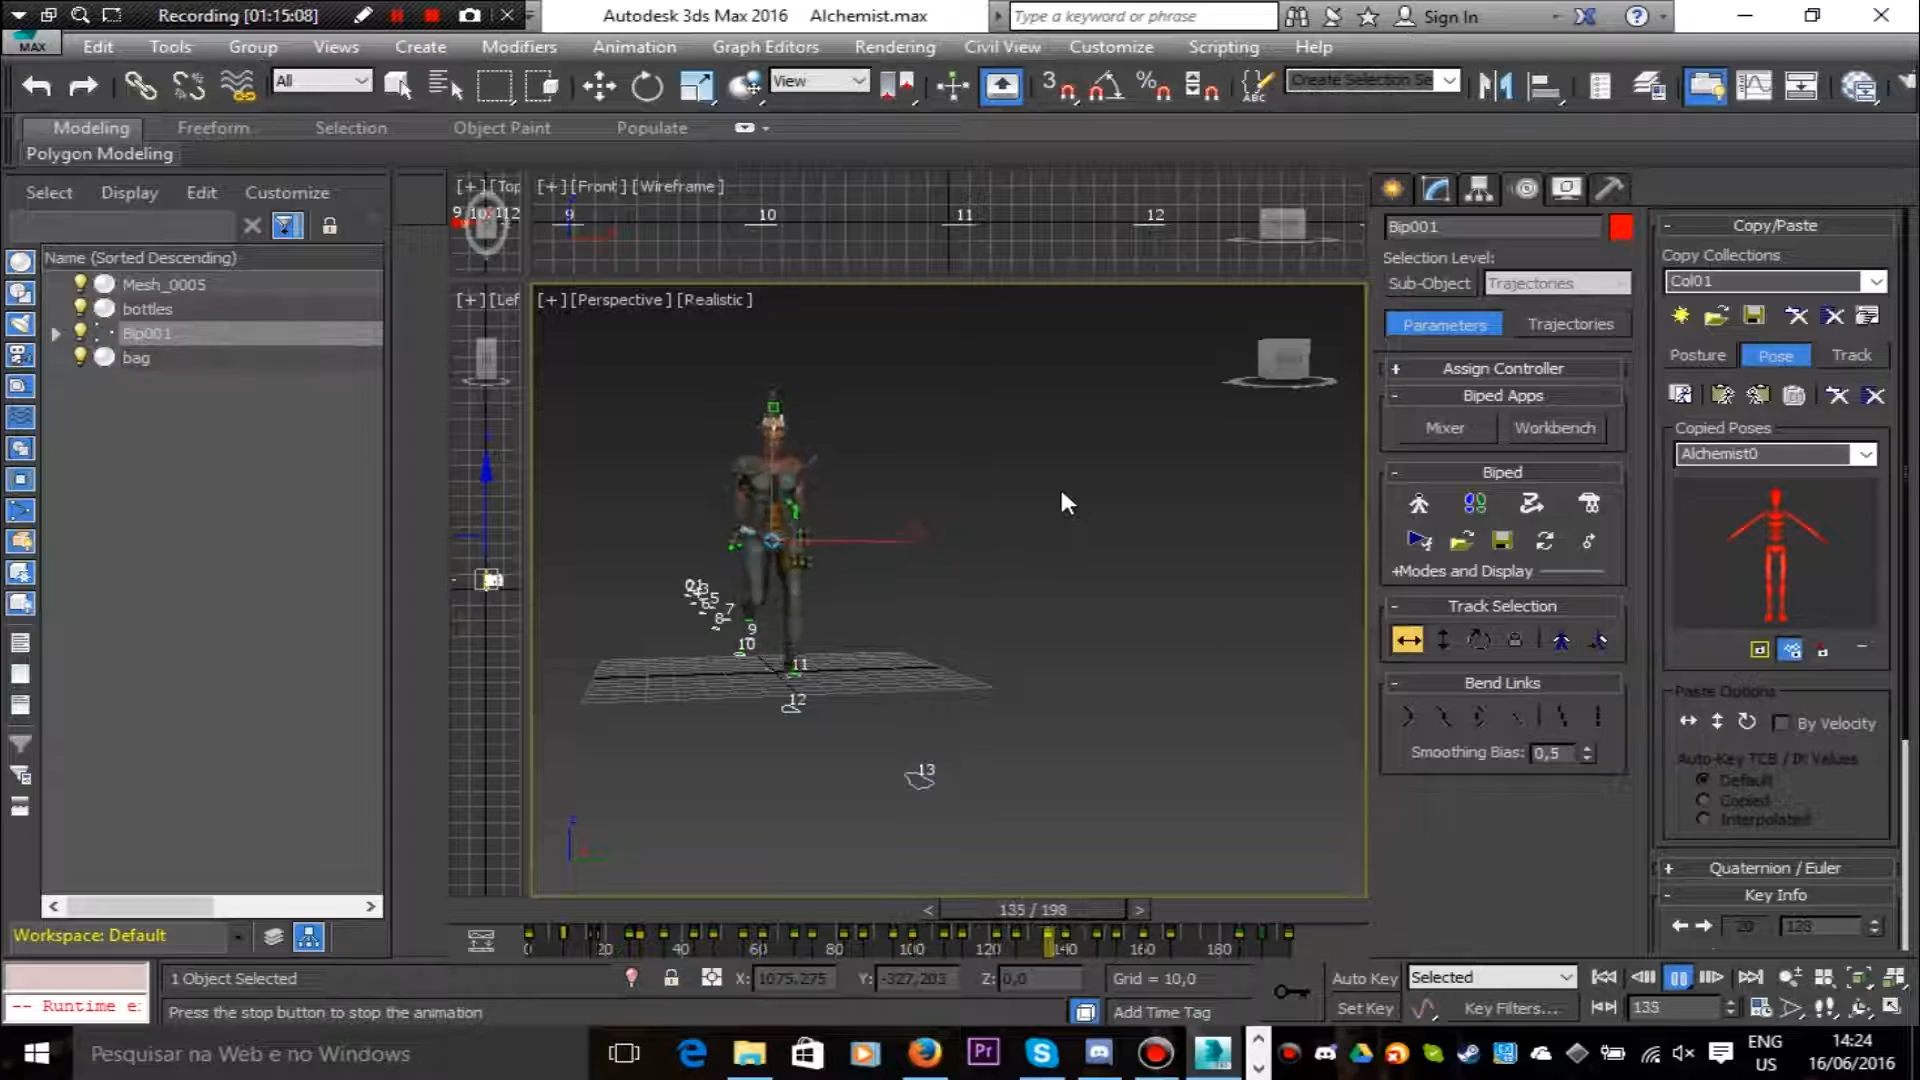 Recording [01:15:08]
Autodesk 3ds Max 2016 Alchemist.max
Type a keyword or phrase
Sign In
MAX
Edit Tools Group Views Create Modifiers Animation Graph Editors Rendering Civil View Customize Scripting Help
All
View
3
ABC
Create Selection Se
Modeling Freeform Selection Object Paint Populate
Polygon Modeling
Select Display Edit Customize
Name (Sorted Descending)
Mesh_0005
bottles
Bip001
bag
[+] [Top
[+] [Front] [Wireframe]
9 10 11 12
[+] [Lef
[+] [Perspective] [Realistic]
5
7
8
9
10
11
12
13
z
Bip001
Selection Level:
Sub-Object Trajectories
Parameters Trajectories
+ Assign Controller
- Biped Apps
Mixer Workbench
- Biped
+Modes and Display
- Track Selection
- Bend Links
Smoothing Bias: 0,5
- Copy/Paste
Copy Collections
Col01
Posture Pose Track
Copied Poses
Alchemist0
Paste Options
By Velocity
Auto-Key TCB / IK Values
Default
Copied
Interpolated
+ Quaternion / Euler
- Key Info
20 128
< 135 / 198 >
0 20 40 60 80 100 120 140 160 180
Workspace: Default
-- Runtime e:
1 Object Selected
X: 1075,275 Y: -327,203 Z: 0,0
Grid = 10,0
Auto Key Selected
Press the stop button to stop the animation
Add Time Tag
Set Key Key Filters...
135
Pesquisar na Web e no Windows
Pr
ENG
US
14:24
16/06/2016